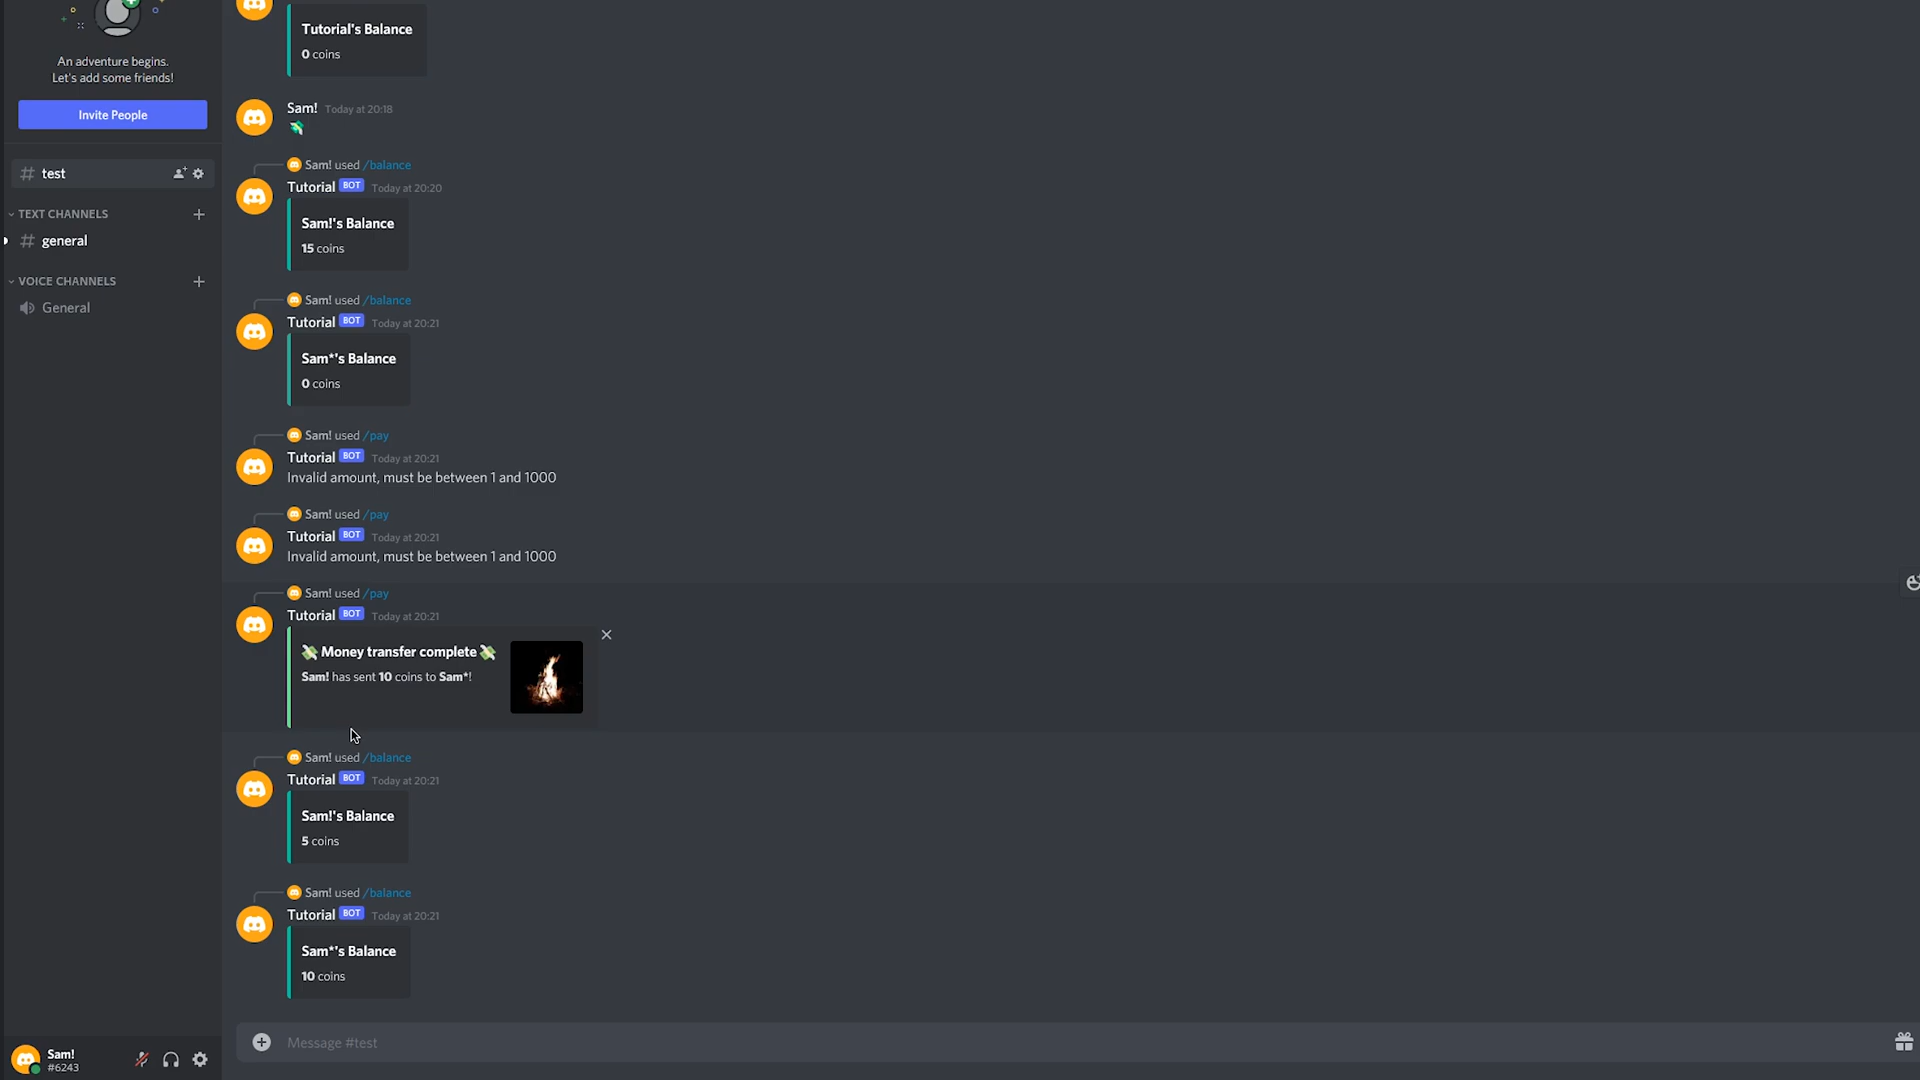 An adventure begins.
Let's add some friends!
Invite People
test
TEXT CHANNELS
general
VOICE CHANNELS
General
Sam!
#6243
Tutorial's Balance
0 coins
Sam! Today at 20:18
Sam! used /balance
Tutorial BOT Today at 20:20
Sam!'s Balance
15 coins
Sam! used /balance
Tutorial BOT Today at 20:21
Sam*'s Balance
0 coins
Sam! used /pay
Tutorial BOT Today at 20:21
Invalid amount, must be between 1 and 1000
Sam! used /pay
Tutorial BOT Today at 20:21
Invalid amount, must be between 1 and 1000
Sam! used /pay
Tutorial BOT Today at 20:21
💸 Money transfer complete 💸
Sam! has sent 10 coins to Sam*!
Sam! used /balance
Tutorial BOT Today at 20:21
Sam!'s Balance
5 coins
Sam! used /balance
Tutorial BOT Today at 20:21
Sam*'s Balance
10 coins
Message #test